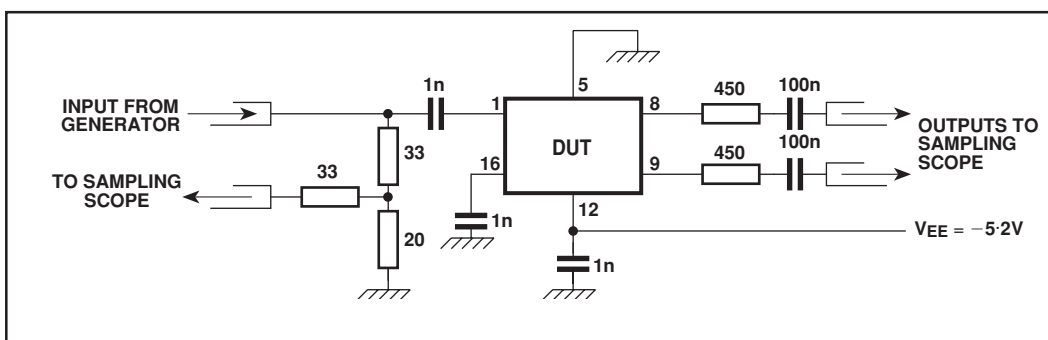 5
1n
1
8
450
100n
INPUT FROM
GENERATOR
DUT
33
16
9
450
100n
OUTPUTS TO
SAMPLING
SCOPE
TO SAMPLING
SCOPE
33
20
1n
12
1n
VEE = −5·2V